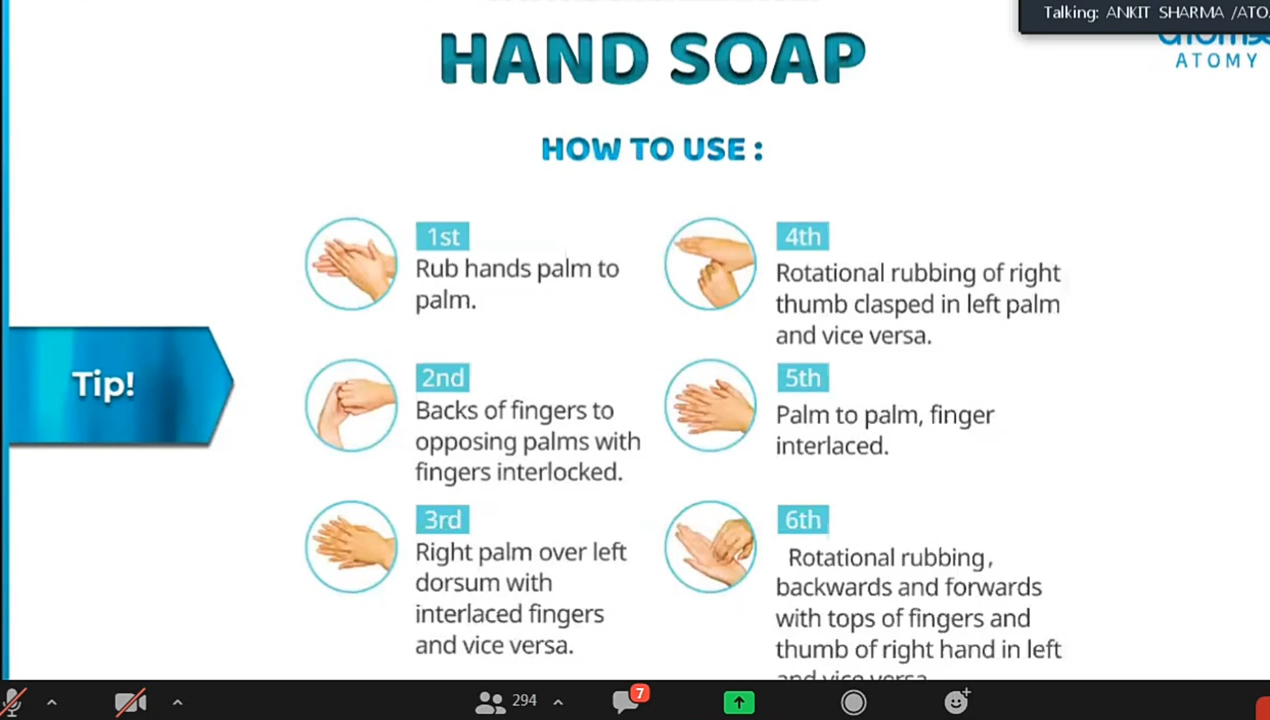 Talking: ANKIT SHARMA /ATO
HAND SOAP
ATOMY
HOW TO USE :
1st
Rub hands palm to
palm.
2nd
Backs of fingers to
opposing palms with
fingers interlocked.
3rd
Right palm over left
dorsum with
interlaced fingers
and vice versa.
4th
Rotational rubbing of right
thumb clasped in left palm
and vice versa.
5th
Palm to palm, finger
interlaced.
6th
Rotational rubbing,
backwards and forwards
with tops of fingers and
thumb of right hand in left
and vice versa
Tip!
294
7